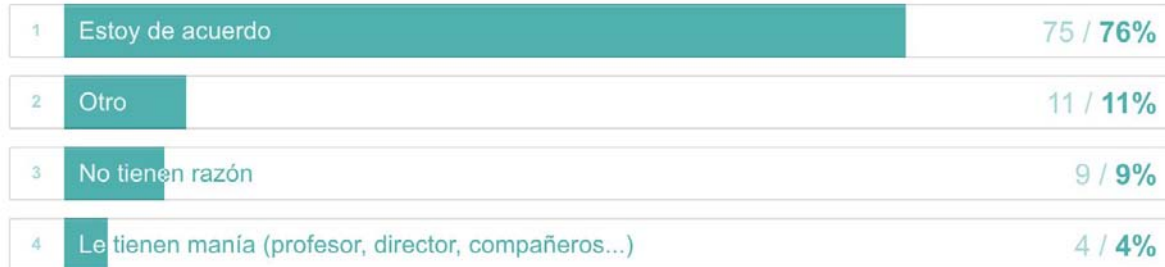 1 Estoy de acuerdo 75 / 76%
2 Otro 11 / 11%
3 No tienen razón 9 / 9%
4 Le tienen manía (profesor, director, compañeros...) 4 / 4%